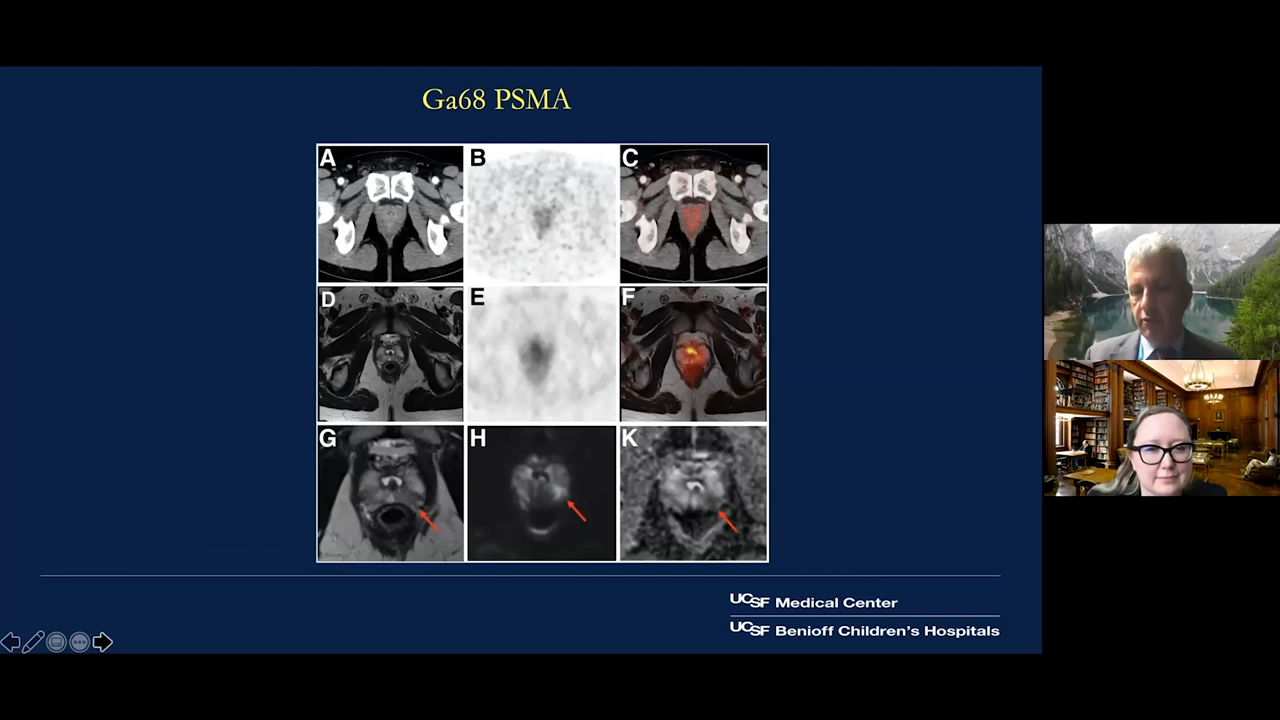 Ga68 PSMA
A B C
D E F
G H K
UCSF Medical Center
UCSF Benioff Children's Hospitals